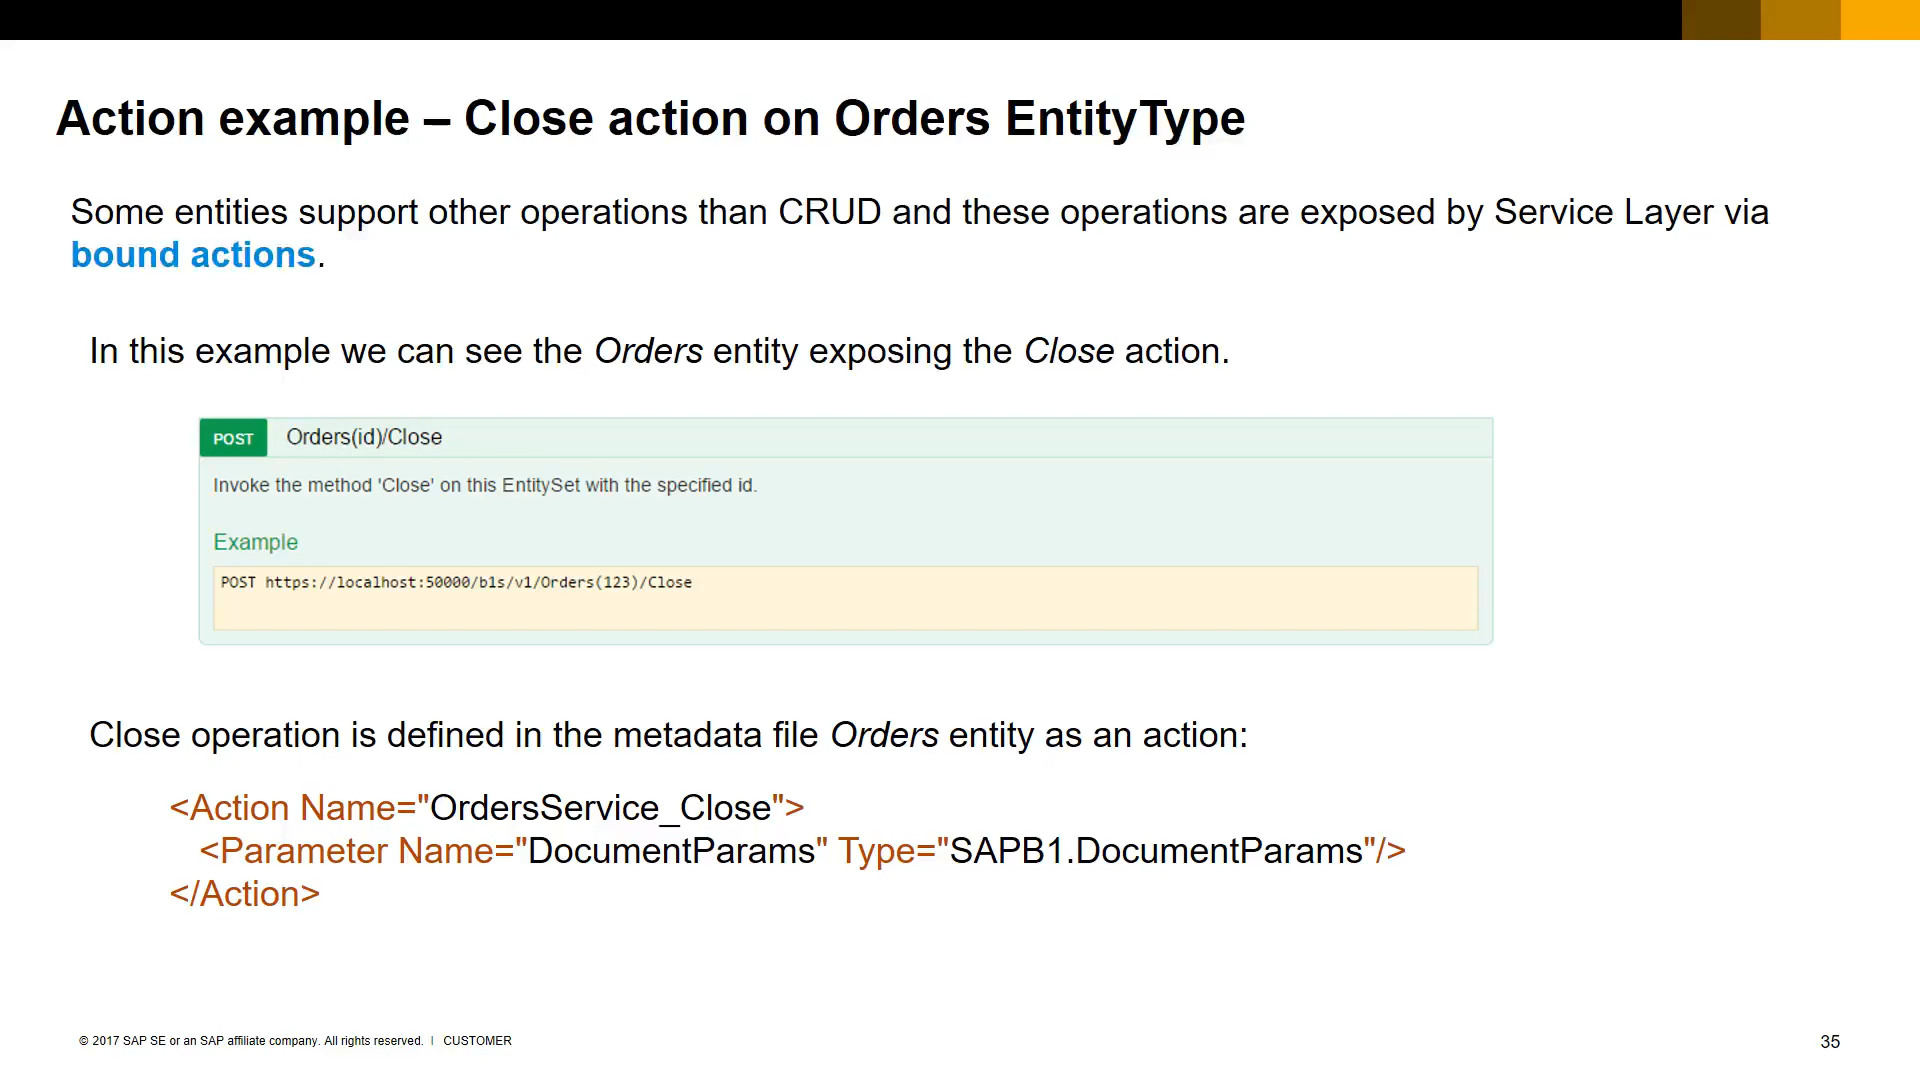 Action example – Close action on Orders EntityType
Some entities support other operations than CRUD and these operations are exposed by Service Layer via
bound actions.
In this example we can see the Orders entity exposing the Close action.
POST Orders(id)/Close
Invoke the method 'Close' on this EntitySet with the specified id.
Example
POST https://localhost:50000/b1s/v1/Orders(123)/Close
Close operation is defined in the metadata file Orders entity as an action:
<Action Name="OrdersService_Close">
<Parameter Name="DocumentParams" Type="SAPB1.DocumentParams"/>
</Action>
© 2017 SAP SE or an SAP affiliate company. All rights reserved. | CUSTOMER
35